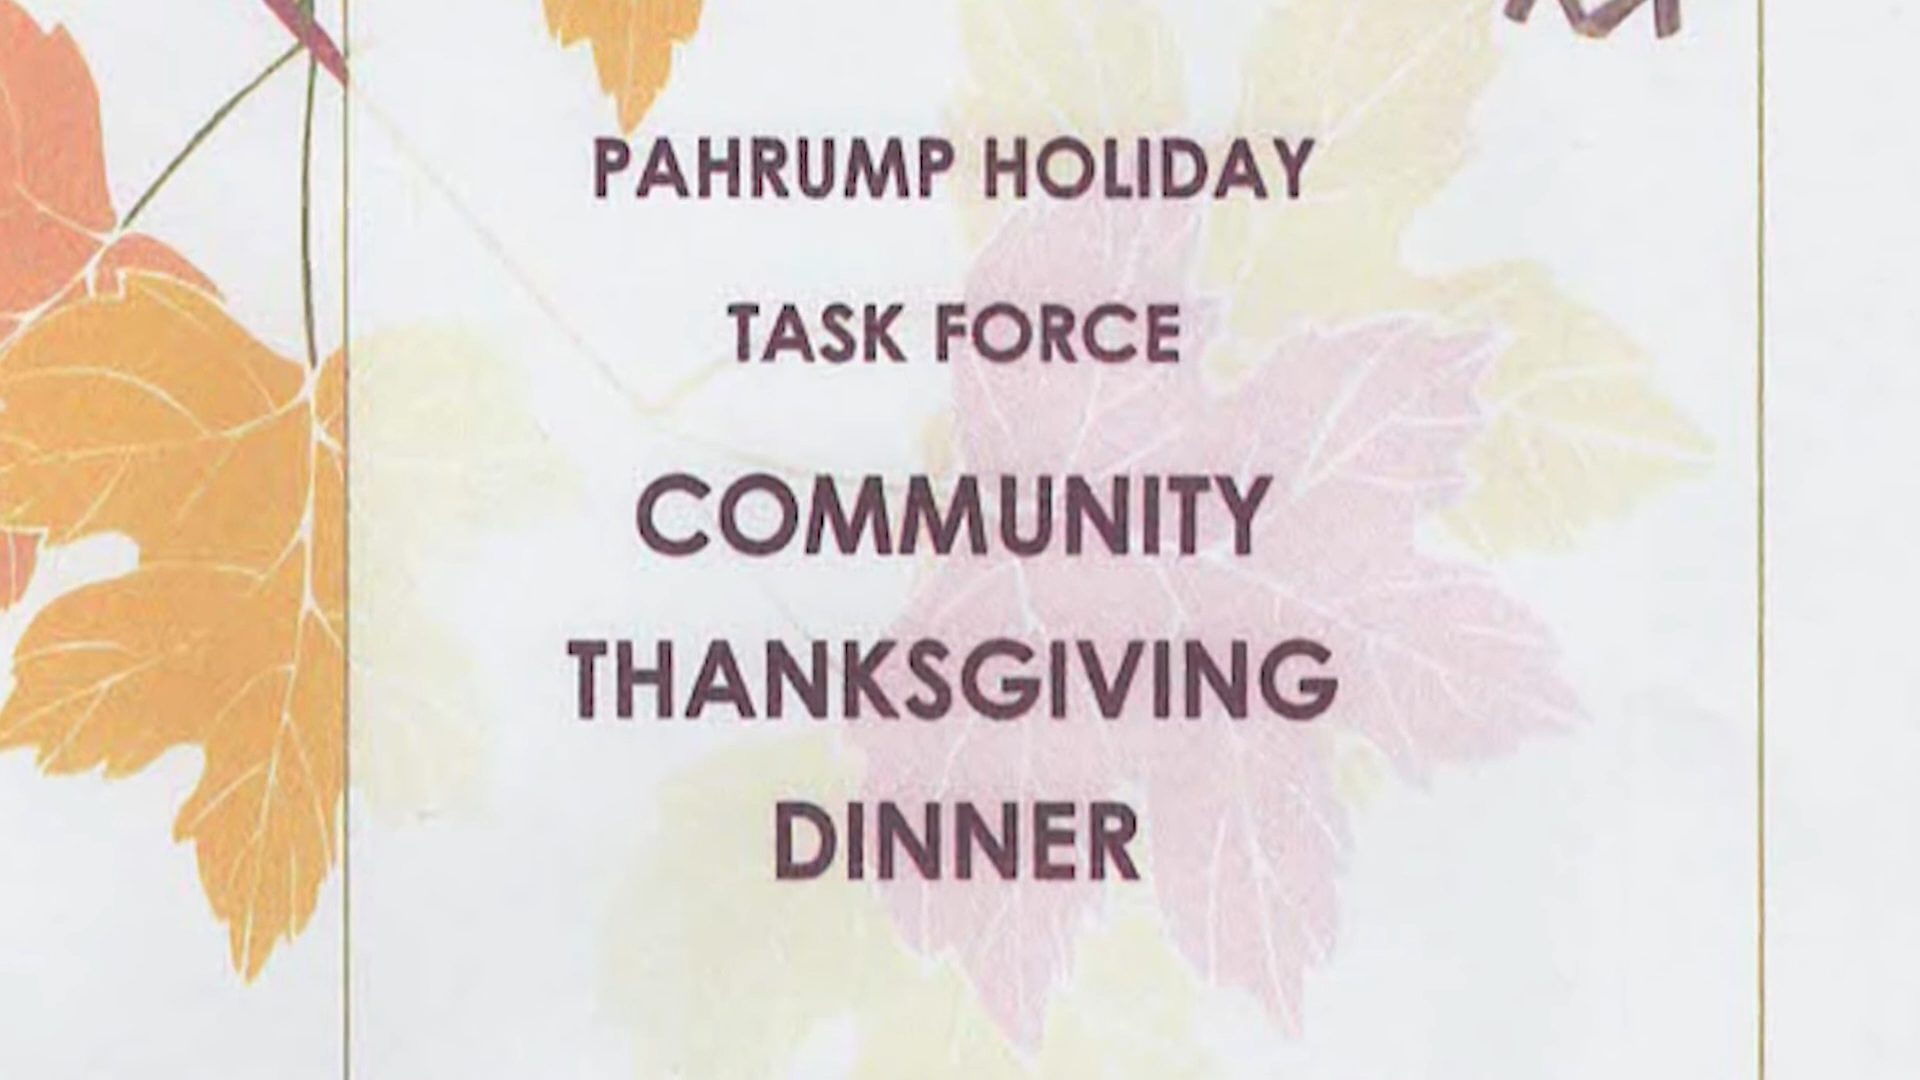 PAHRUMP HOLIDAY
TASK FORCE
COMMUNITY
THANKSGIVING
DINNER